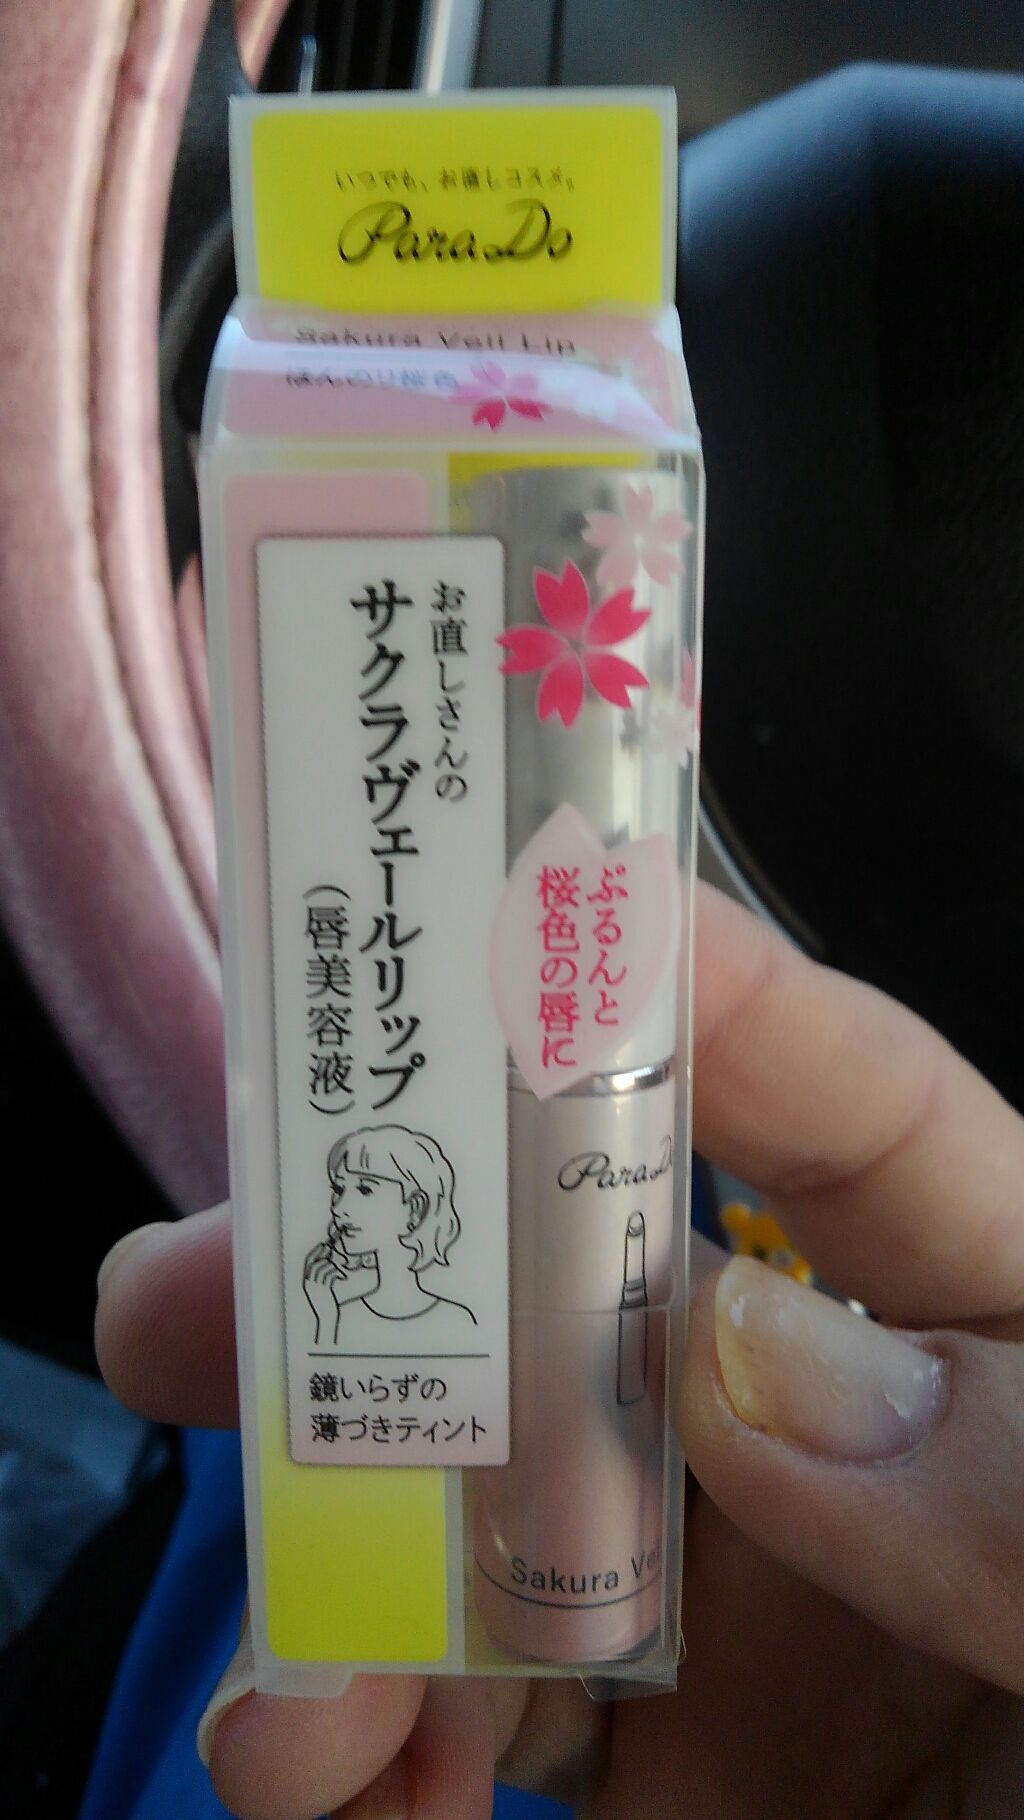 いつでも、お直しコスメ。
ParaDo
Sakura Veil Lip
ほんのり桜色
お直しさんの
サクラヴェールリップ
(唇美容液)
ぷるんと
桜色の唇に
ParaD
鏡いらずの
薄づきティント
Sakura Vei